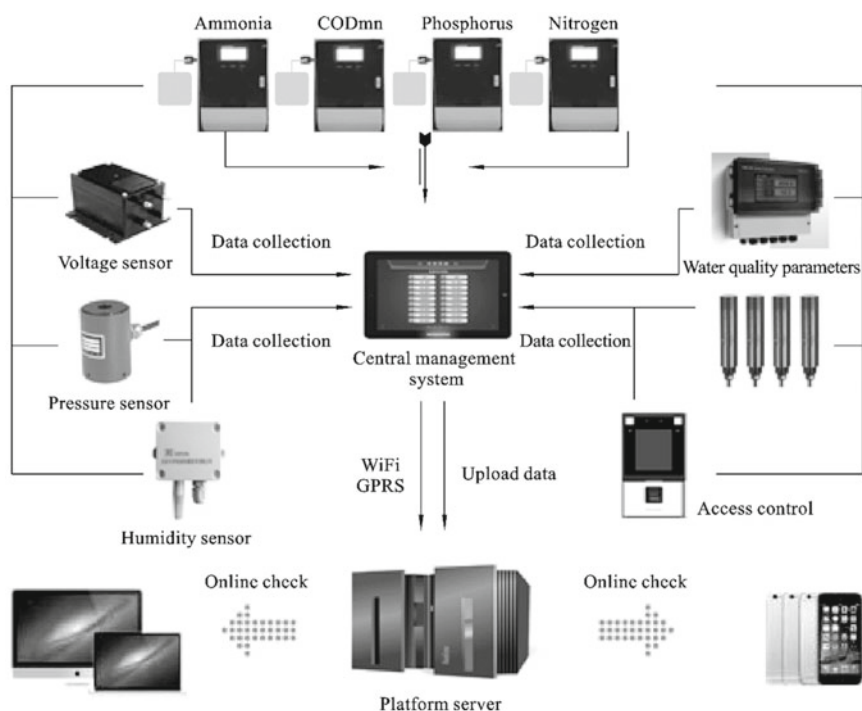 Ammonia
CODmn
Phosphorus
Nitrogen
Voltage sensor
Data collection
Data collection
Water quality parameters
Pressure sensor
Data collection
Central management
system
Data collection
Humidity sensor
WiFi
GPRS
Upload data
Access control
Online check
Online check
Platform server